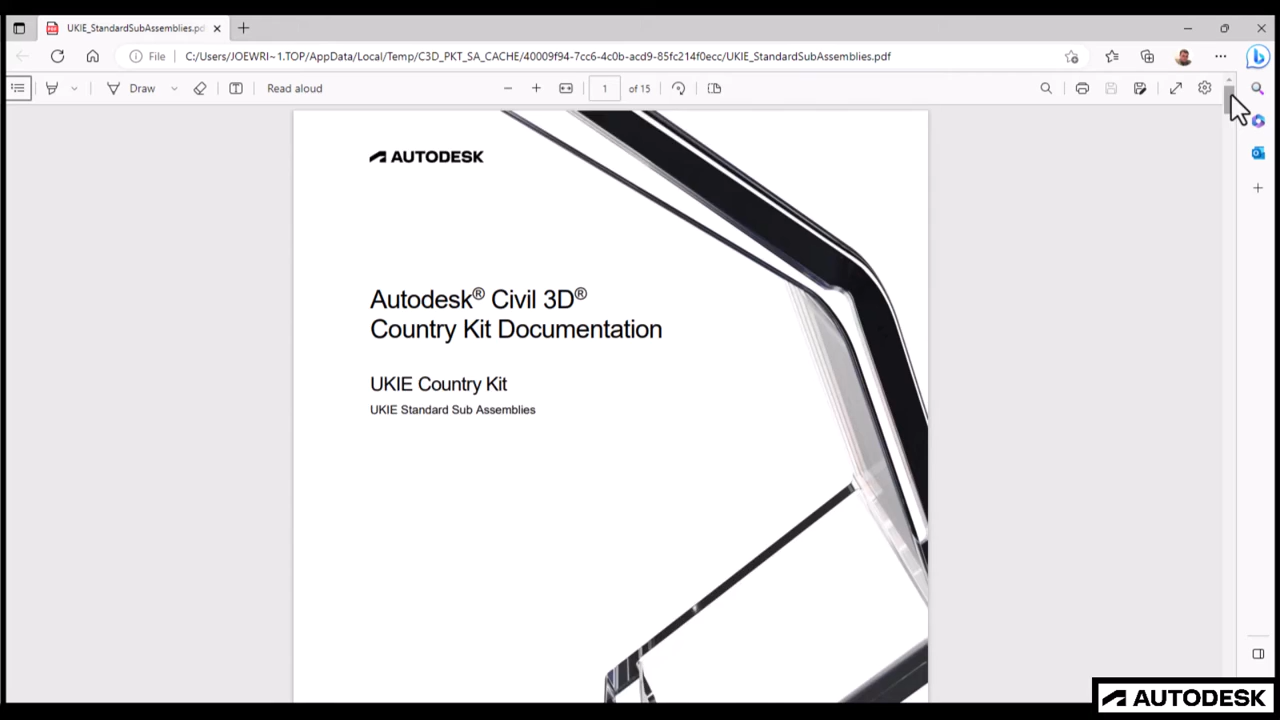 UKIE_StandardSubAssemblies.pd
File
C:/Users/JOEWRI~1.TOP/AppData/Local/Temp/C3D_PKT_SA_CACHE/40009f94-7cc6-4c0b-acd9-85fc214f0ecc/UKIE_StandardSubAssemblies.pdf
Draw
Read aloud
1
of 15
AUTODESK
Autodesk® Civil 3D®
Country Kit Documentation
UKIE Country Kit
UKIE Standard Sub Assemblies
AUTODESK